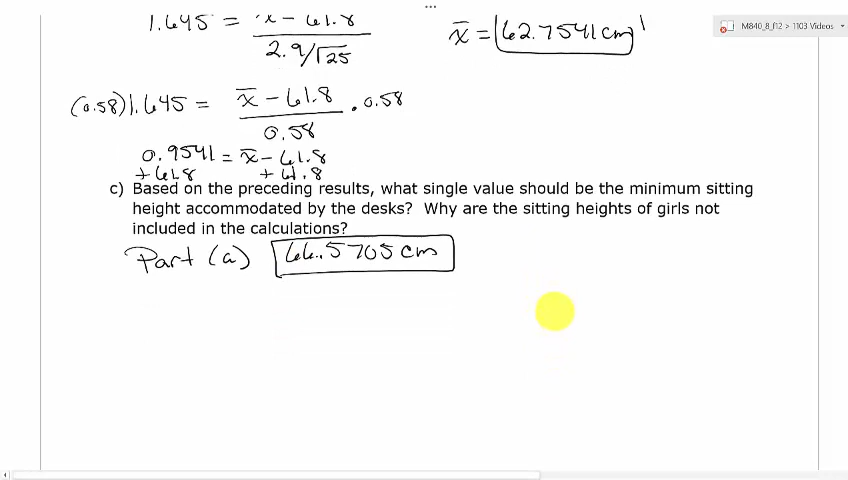 M840_8_f12 > 1103 Videos
1.645 = x̄ - 61.8 / 2.9/√25
x̄ = 62.7541 cm
(0.58) 1.645 = x̄ - 61.8 / 0.58 · 0.58
0.9541 = x̄ - 61.8
+61.8 +61.8
c) Based on the preceding results, what single value should be the minimum sitting
height accommodated by the desks? Why are the sitting heights of girls not
included in the calculations?
Part (a) 66.5705 cm